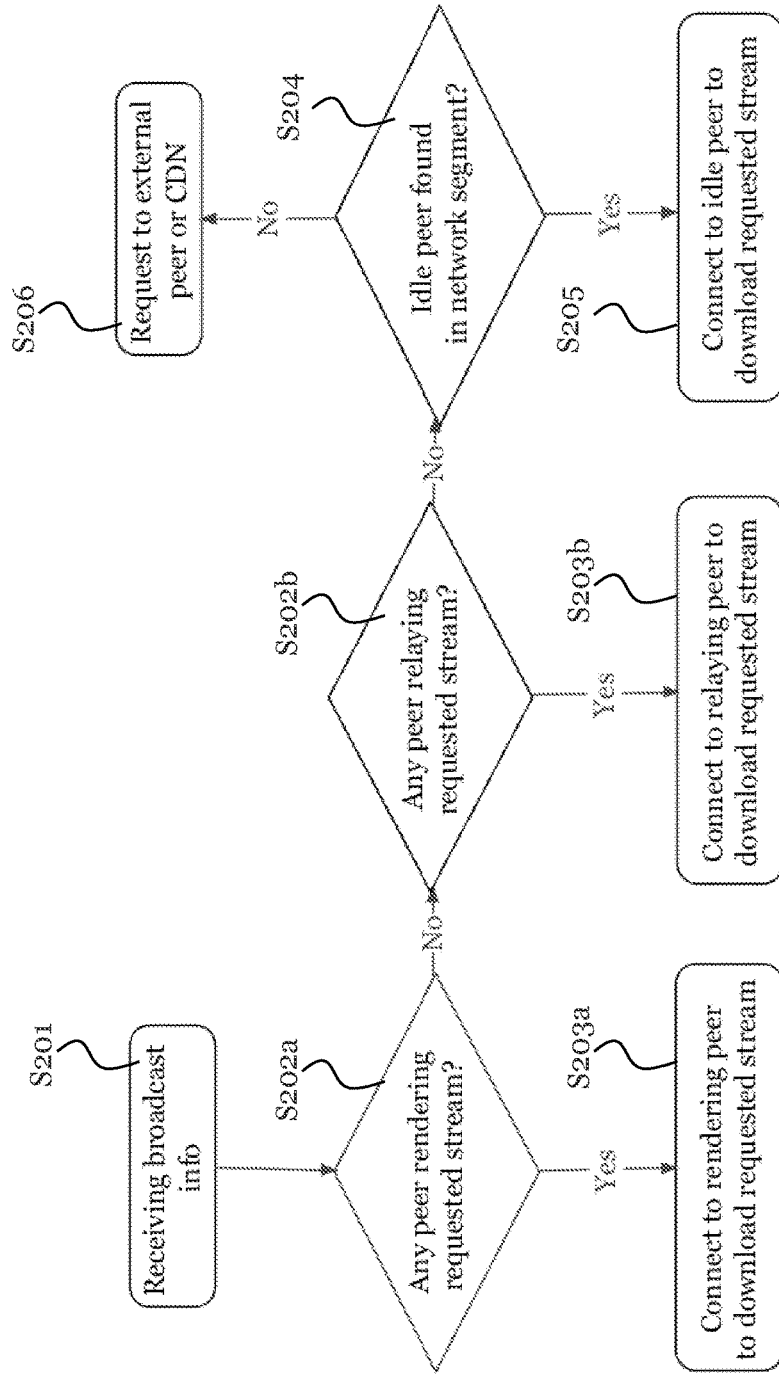 S201
Receiving broadcast
info
S202a
Any peer rendering
requested stream?
Yes
No
S203a
Connect to rendering peer
to download requested stream
S202b
Any peer relaying
requested stream?
Yes
No
S203b
Connect to relaying peer to
download requested stream
S204
Idle peer found
in network segment?
No
Yes
S206
Request to external
peer or CDN
S205
Connect to idle peer to
download requested stream